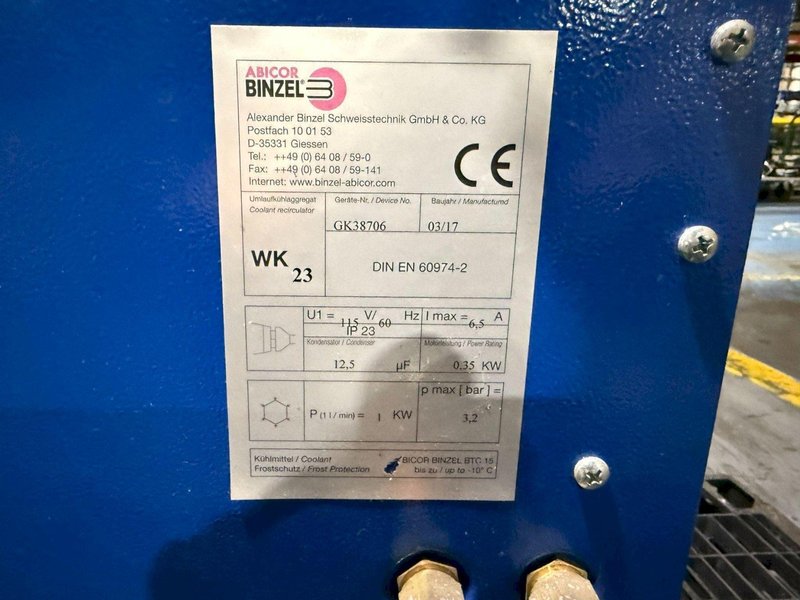 ABICOR
BINZEL®
Alexander Binzel Schweisstechnik GmbH & Co. KG
Postfach 10 01 53
D-35331 Giessen
Tel.: ++49 (0) 64 08 / 59-0
Fax: ++49 (0) 64 08 / 59-141
Internet: www.binzel-abicor.com
CE
Umlaufkühlaggregat
Coolant recirculator
Geräte-Nr. / Device No.
GK38706
Baujahr / Manufactured
03/17
WK 23
DIN EN 60974-2
U1 = 115 V/ 60 Hz
IP 23
I max = 6,5 A
Kondensator / Condenser
12,5 µF
Motorleistung / Power Rating
0,35 KW
P (1 l / min) = 1 KW
p max [ bar ] =
3,2
Kühlmittel / Coolant
Frostschutz / Frost Protection
BICOR BINZEL BTC 15
bis zu / up to -10° C